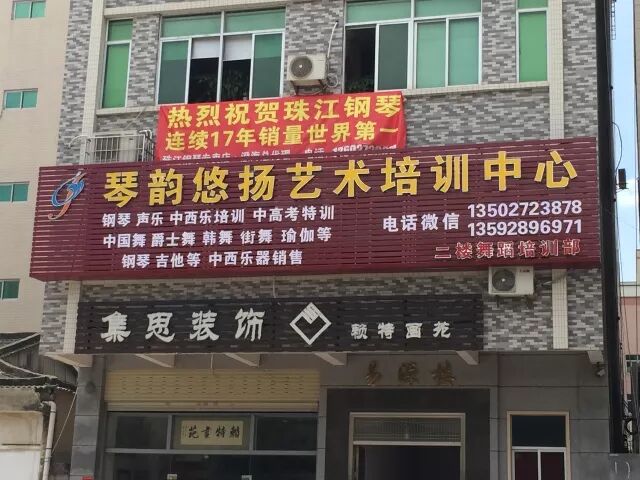 热烈祝贺珠江钢琴
连续17年销量世界第一
琴韵悠扬艺术培训中心
钢琴 声乐 中西乐培训 中高考特训
中国舞 爵士舞 韩舞 街舞 瑜伽等
钢琴 吉他等 中西乐器销售
电话微信 13502723878
13592896971
二楼舞蹈培训部
集思装饰
赖特画苑